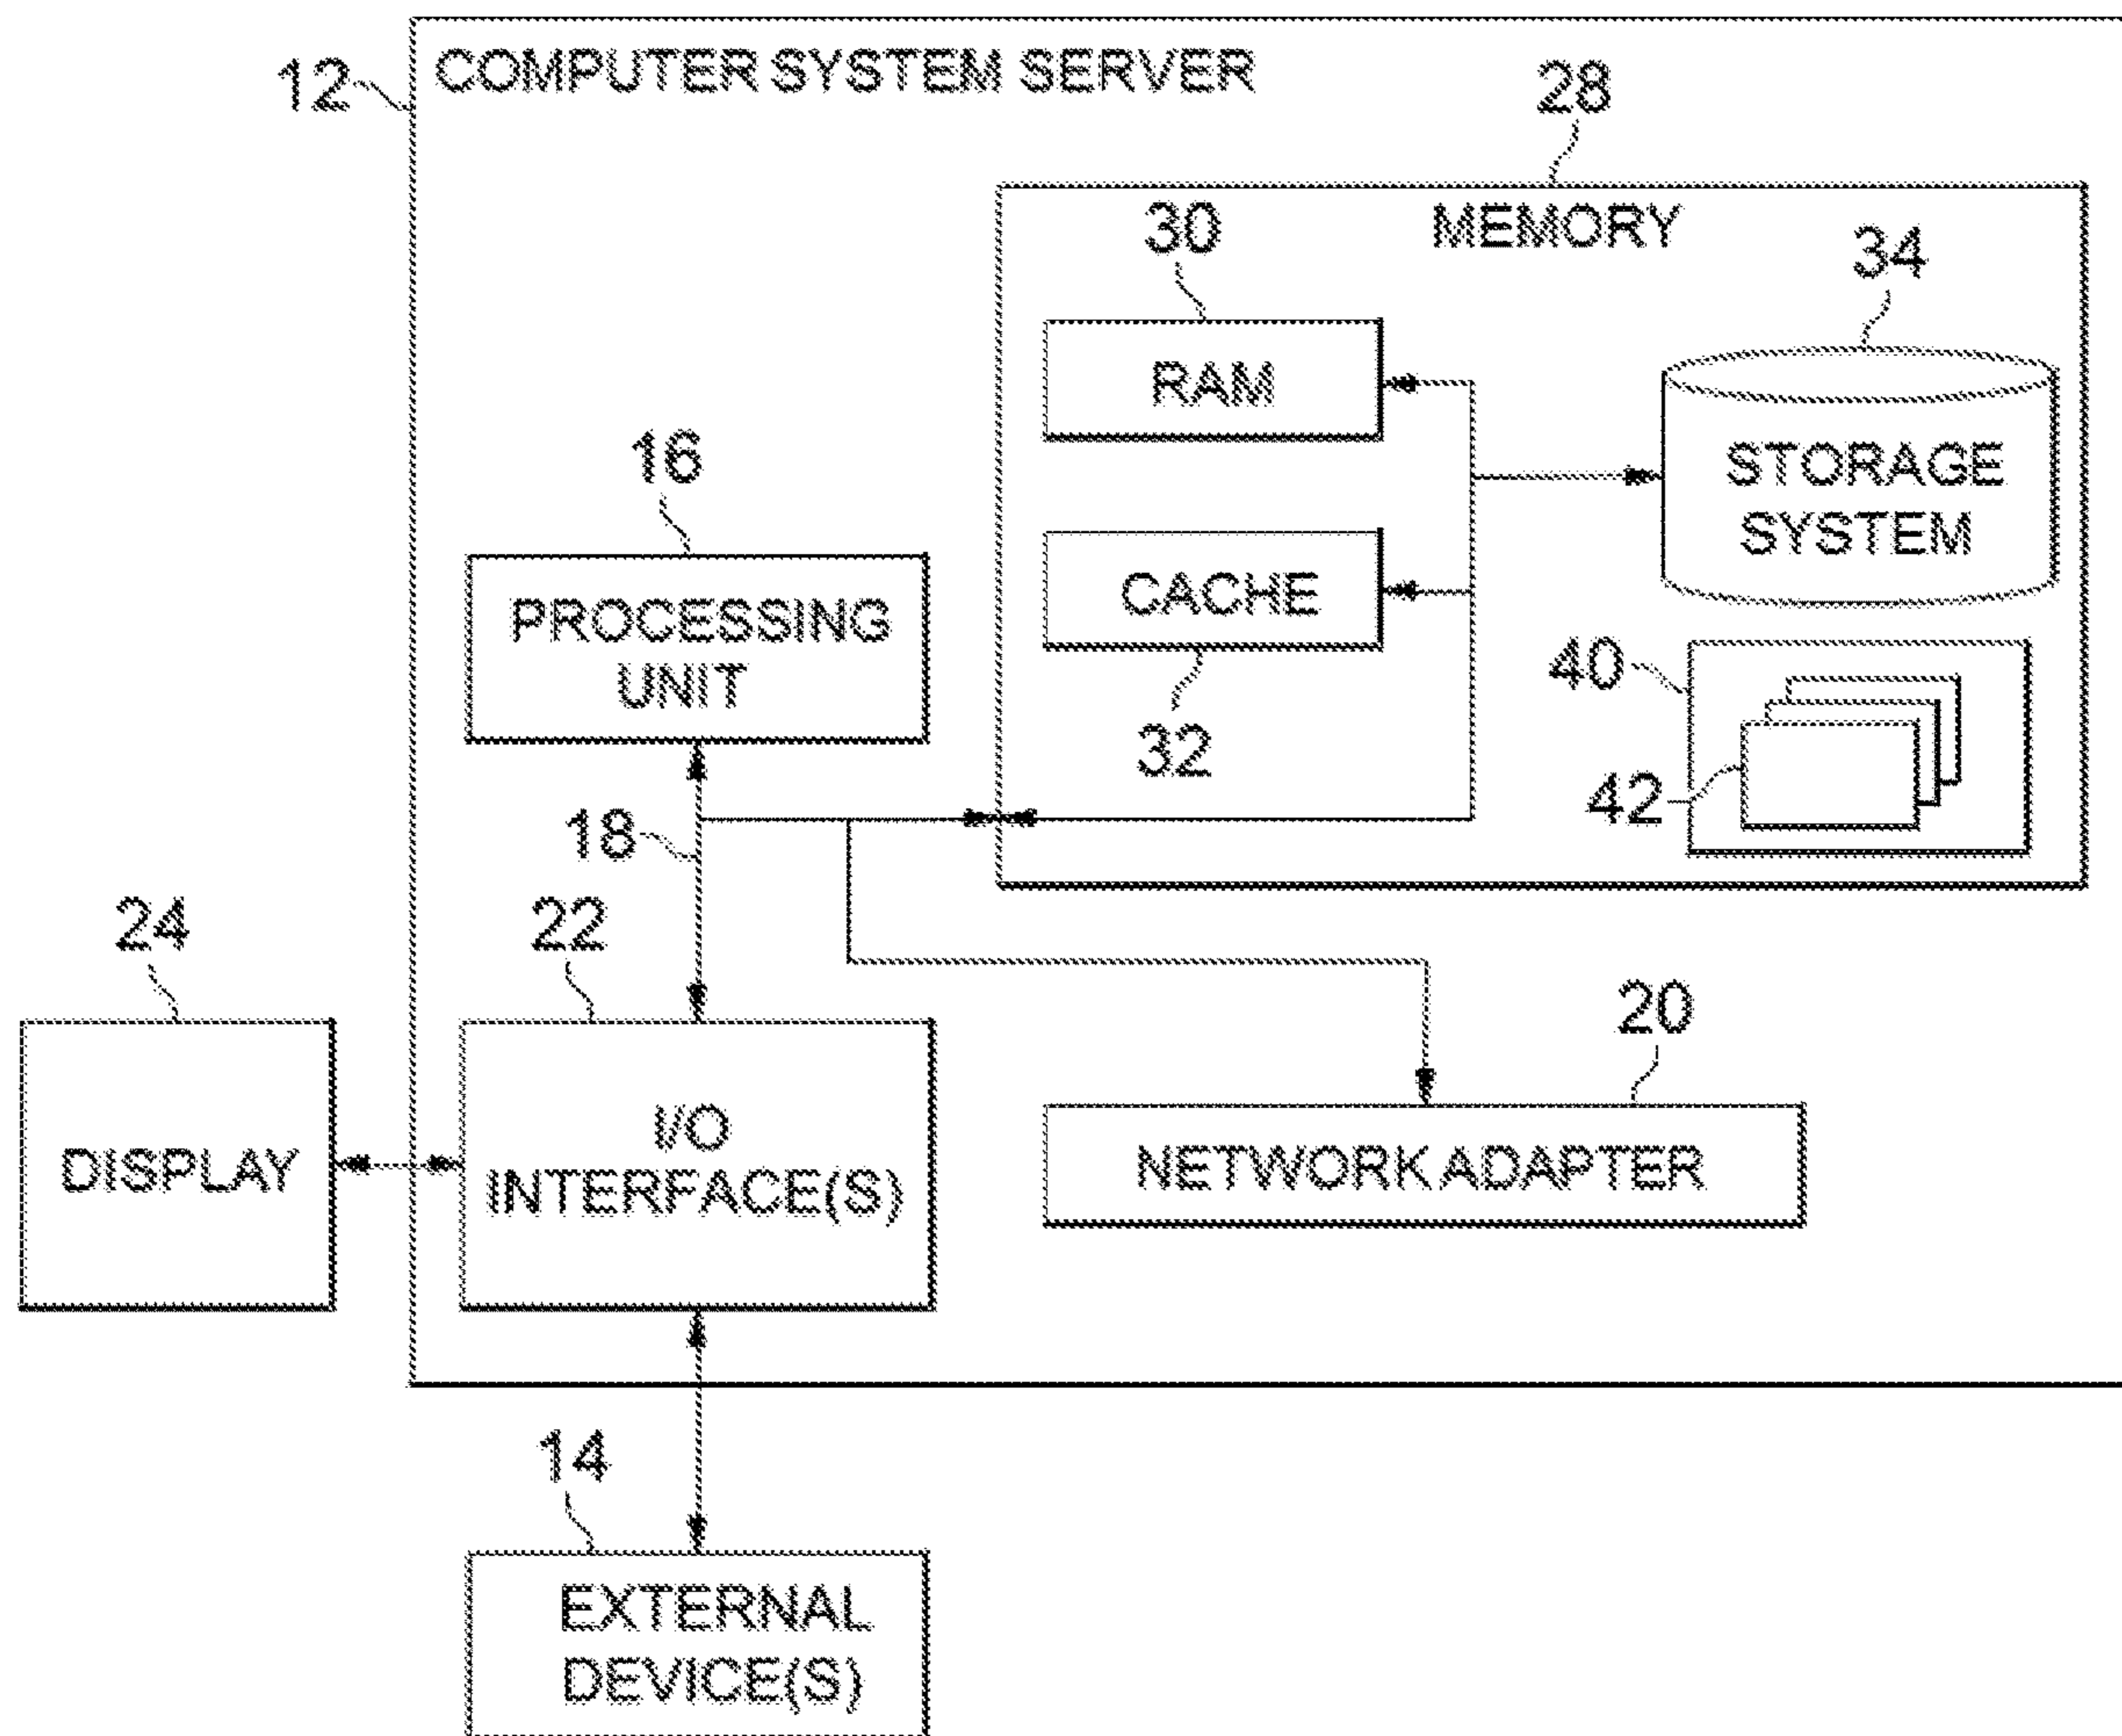 12
COMPUTER SYSTEM SERVER
28
MEMORY
30
34
RAM
STORAGE
SYSTEM
16
PROCESSING
UNIT
CACHE
32
40
42
18
24
22
20
DISPLAY
I/O
INTERFACE(S)
NETWORK ADAPTER
14
EXTERNAL
DEVICE(S)